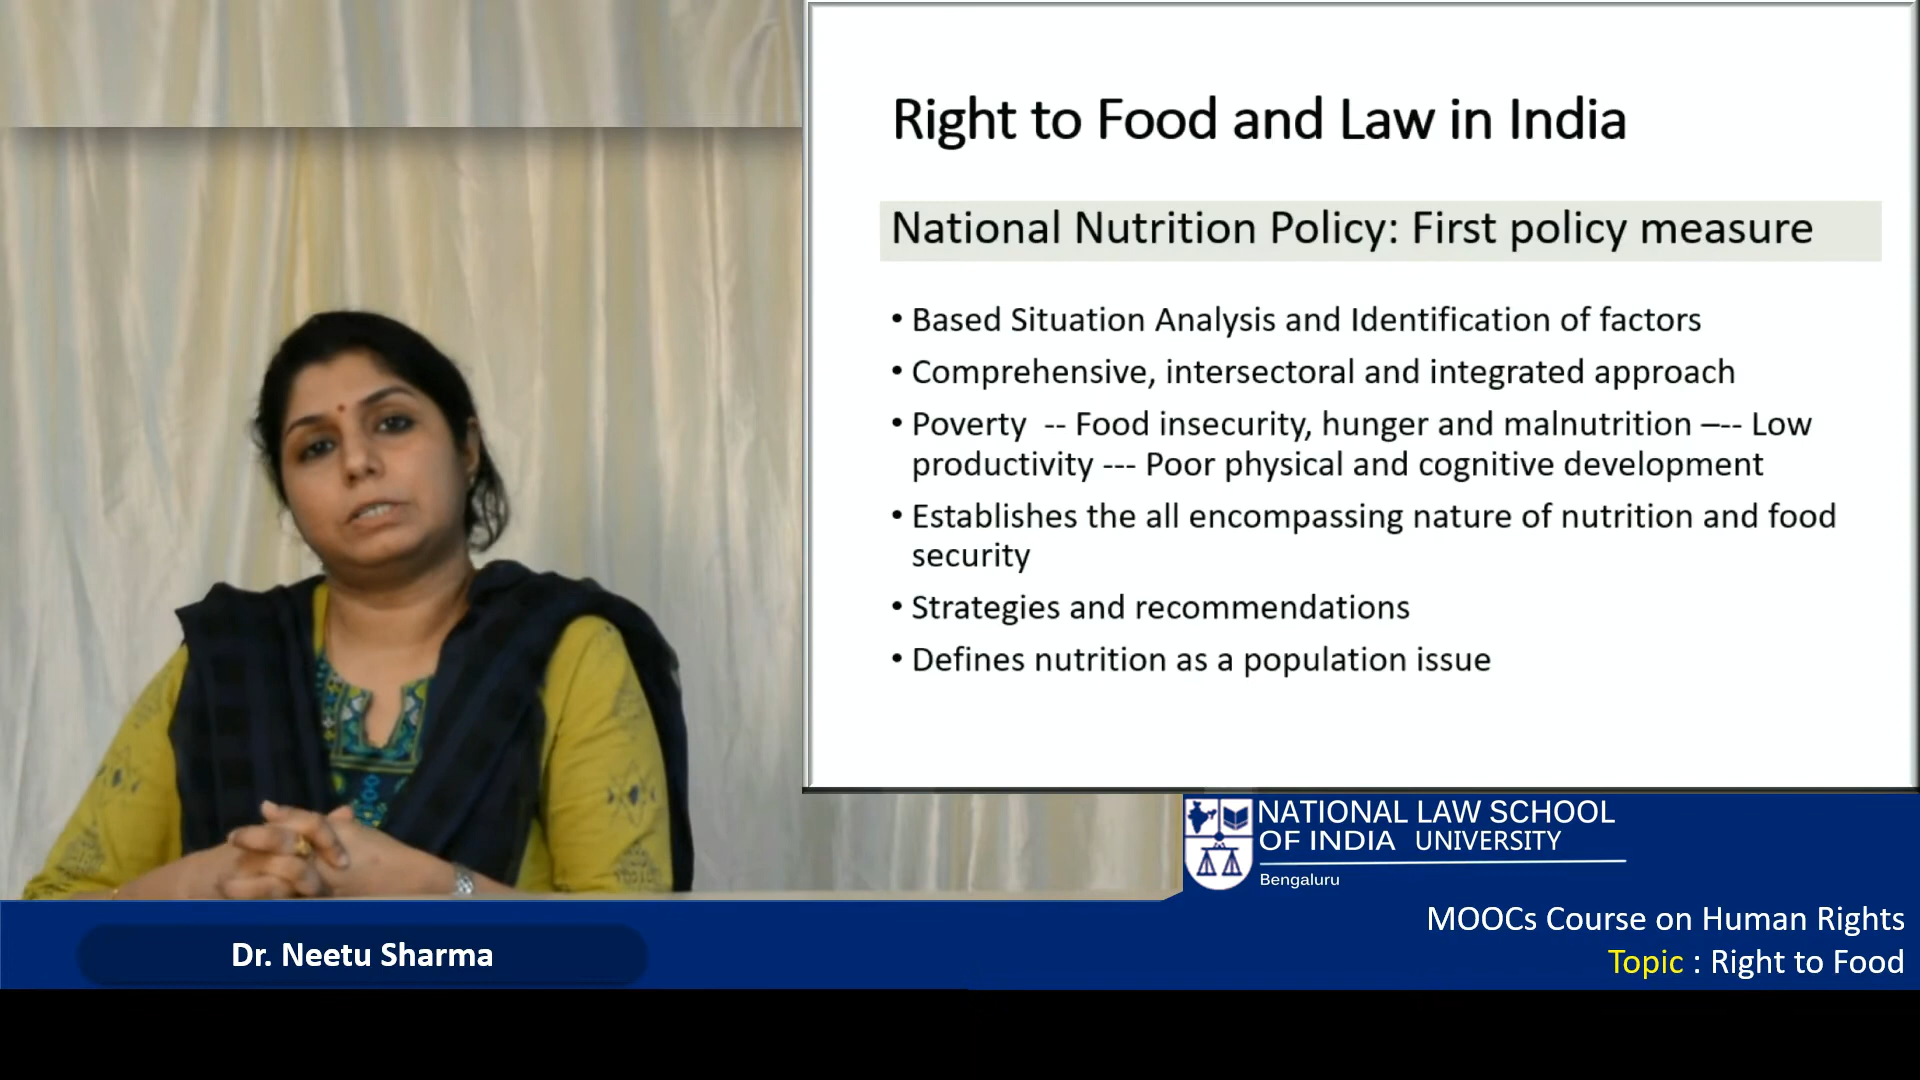 Right to Food and Law in India
National Nutrition Policy: First policy measure
• Based Situation Analysis and Identification of factors
• Comprehensive, intersectoral and integrated approach
• Poverty -- Food insecurity, hunger and malnutrition –-- Low
productivity --- Poor physical and cognitive development
• Establishes the all encompassing nature of nutrition and food
security
• Strategies and recommendations
• Defines nutrition as a population issue
NATIONAL LAW SCHOOL
OF INDIA UNIVERSITY
Bengaluru
MOOCs Course on Human Rights
Topic : Right to Food
Dr. Neetu Sharma